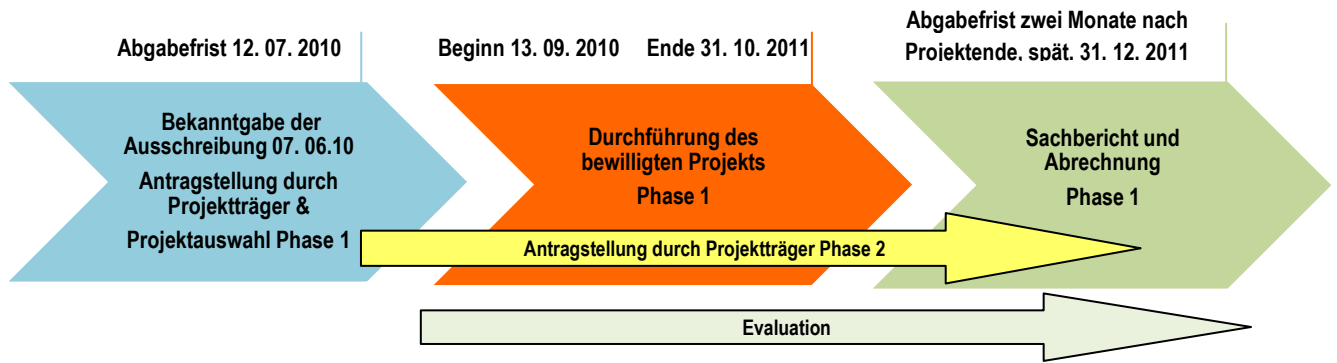 Abgabefrist 12. 07. 2010
Beginn 13. 09. 2010 Ende 31. 10. 2011
Abgabefrist zwei Monate nach
Projektende, spät. 31. 12. 2011
Bekanntgabe der
Ausschreibung 07. 06.10
Antragstellung durch
Projektträger &
Projektauswahl Phase 1
Durchführung des
bewilligten Projekts
Phase 1
Sachbericht und
Abrechnung
Phase 1
Antragstellung durch Projektträger Phase 2
Evaluation